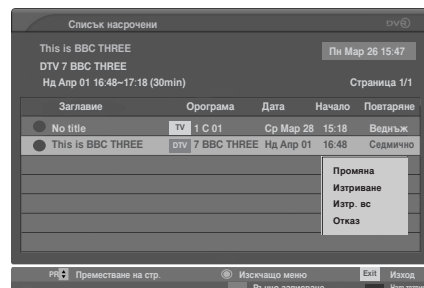 Списък насрочени DVR
This is BBC THREE
Пн Мар 26 15:47
DTV 7 BBC THREE
Нд Апр 01 16:48~17:18 (30min) Страница 1/1
Заглавие Орограма Дата Начало Повтаряне
No title TV 1 C 01 Ср Мар 28 15:18 Веднъж
This is BBC THREE DTV 7 BBC THREE Нд Апр 01 16:48 Седмично
Промяна
Изтриване
Изтр. вс
Отказ
PR Преместване на стр. Изскчащо меню Exit Изход